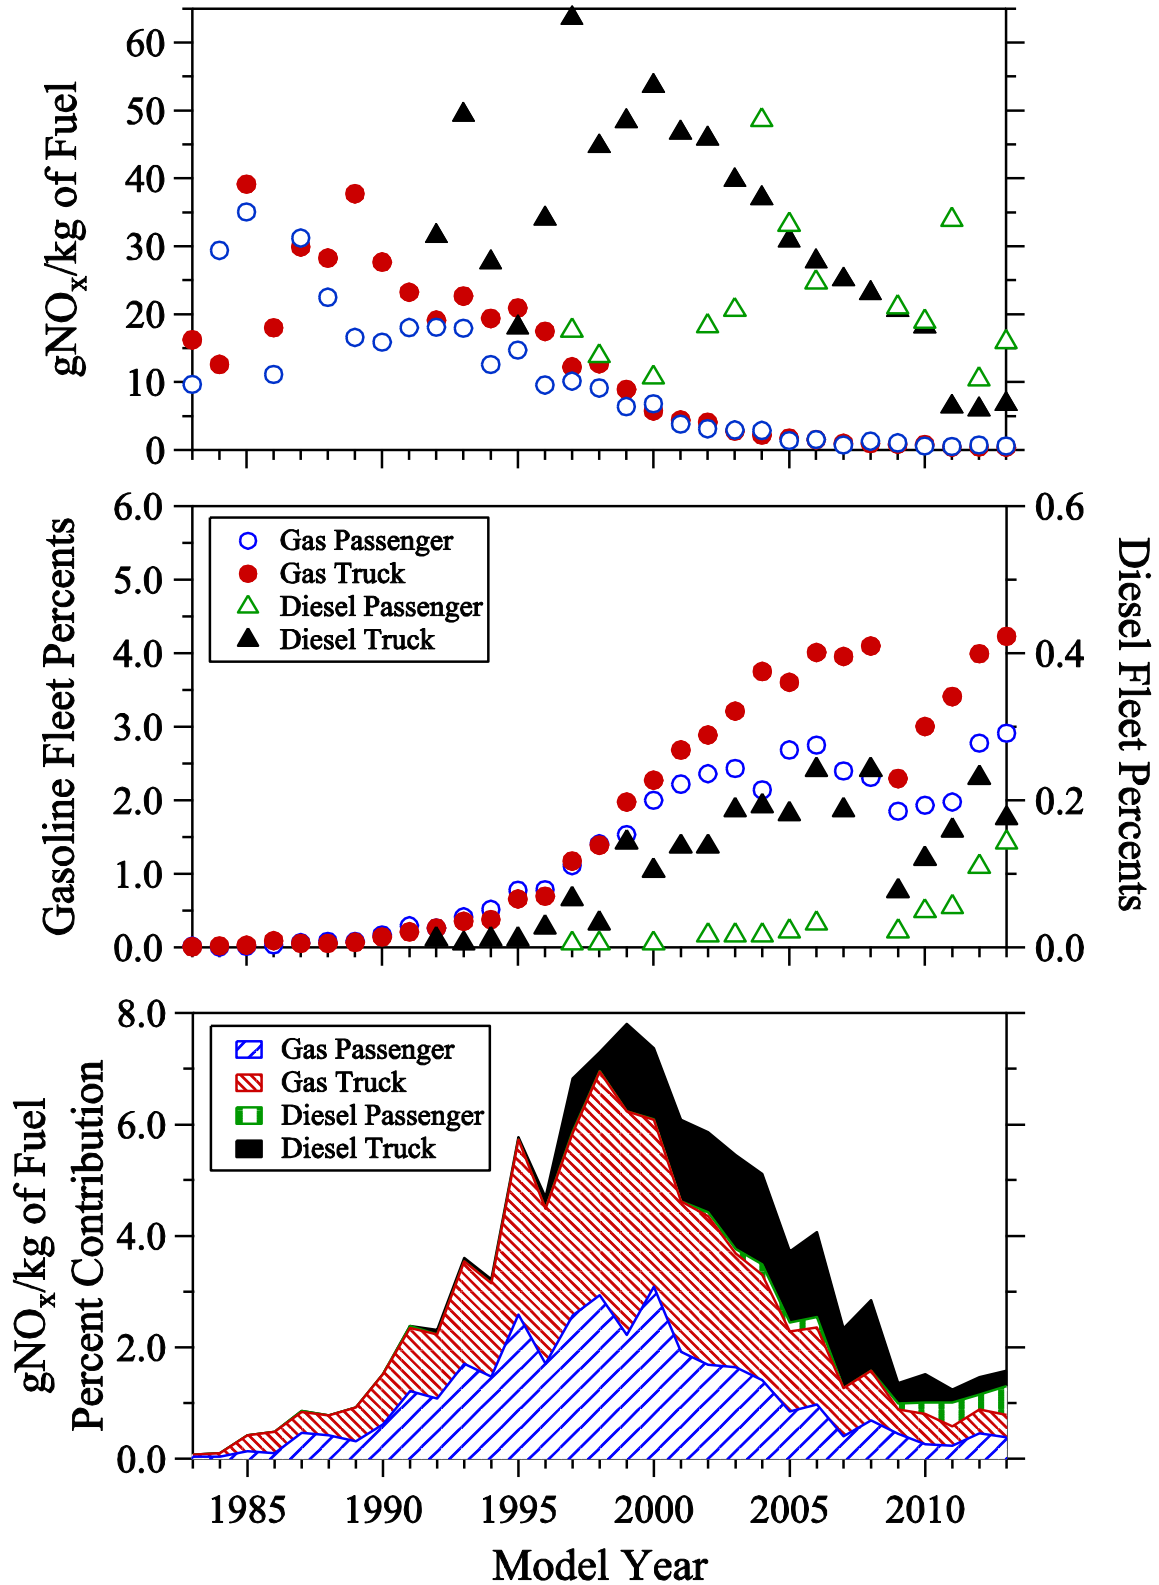 60
50
40
30
20
10
0
gNOx/kg of Fuel
6.0
5.0
4.0
3.0
2.0
1.0
0.0
Gasoline Fleet Percents
Gas Passenger
Gas Truck
Diesel Passenger
Diesel Truck
0.6
0.4
0.2
0.0
Diesel Fleet Percents
8.0
6.0
4.0
2.0
0.0
gNOx/kg of Fuel
Percent Contribution
Gas Passenger
Gas Truck
Diesel Passenger
Diesel Truck
1985 1990 1995 2000 2005 2010
Model Year